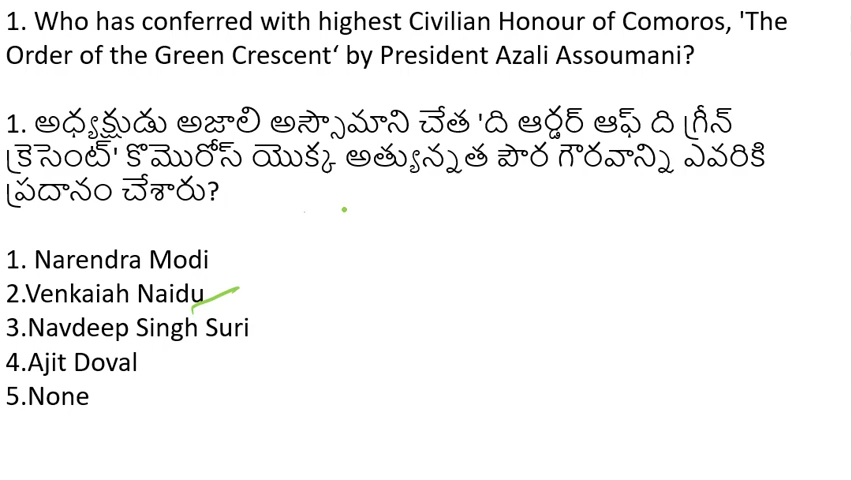 1. Who has conferred with highest Civilian Honour of Comoros, 'The
Order of the Green Crescent‘ by President Azali Assoumani?
1. అధ్యక్షుడు అజాలి అస్సౌమాని చేత 'ది ఆర్డర్ ఆఫ్ ది గ్రీన్
క్రెసెంట్' కొమొరోస్ యొక్క అత్యున్నత పౌర గౌరవాన్ని ఎవరికి
ప్రదానం చేశారు?
1. Narendra Modi
2.Venkaiah Naidu
3.Navdeep Singh Suri
4.Ajit Doval
5.None